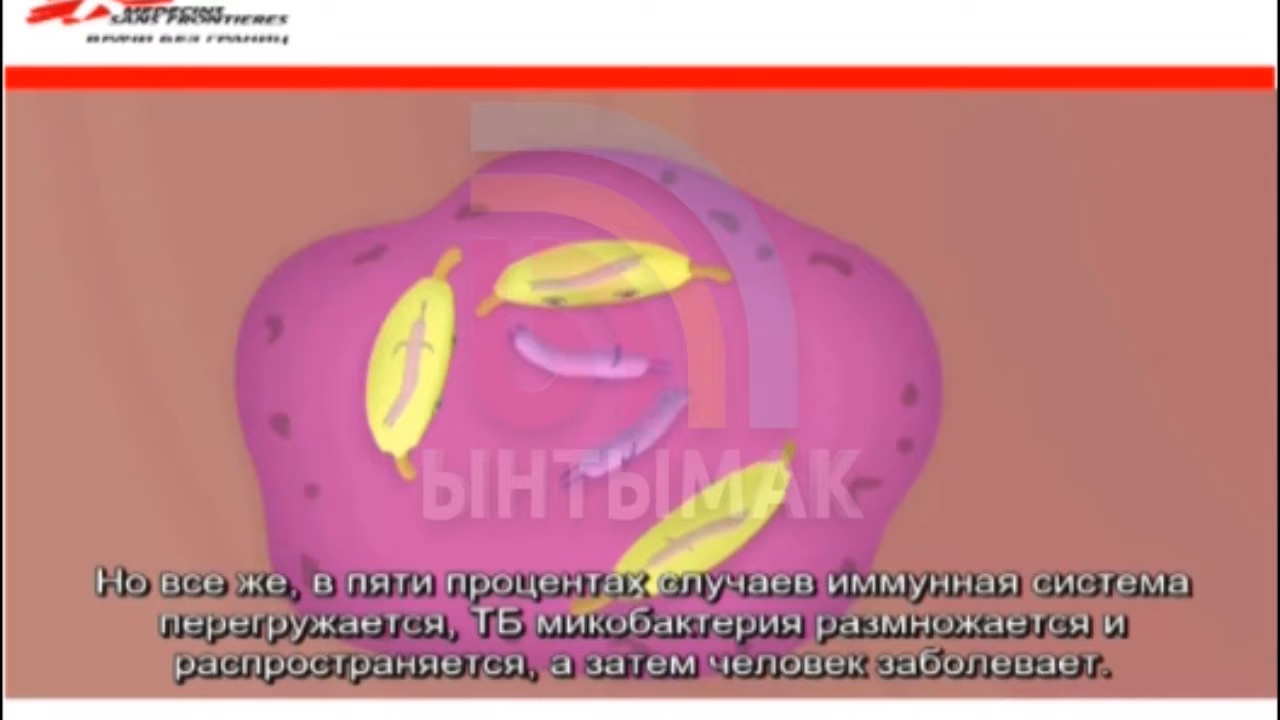 MEDECINS
SANS FRONTIERES
ВРАЧИ БЕЗ ГРАНИЦ
ЫНТЫМАК
Но все же, в пяти процентах случаев иммунная система
перегружается, ТБ микобактерия размножается и
распространяется, а затем человек заболевает.